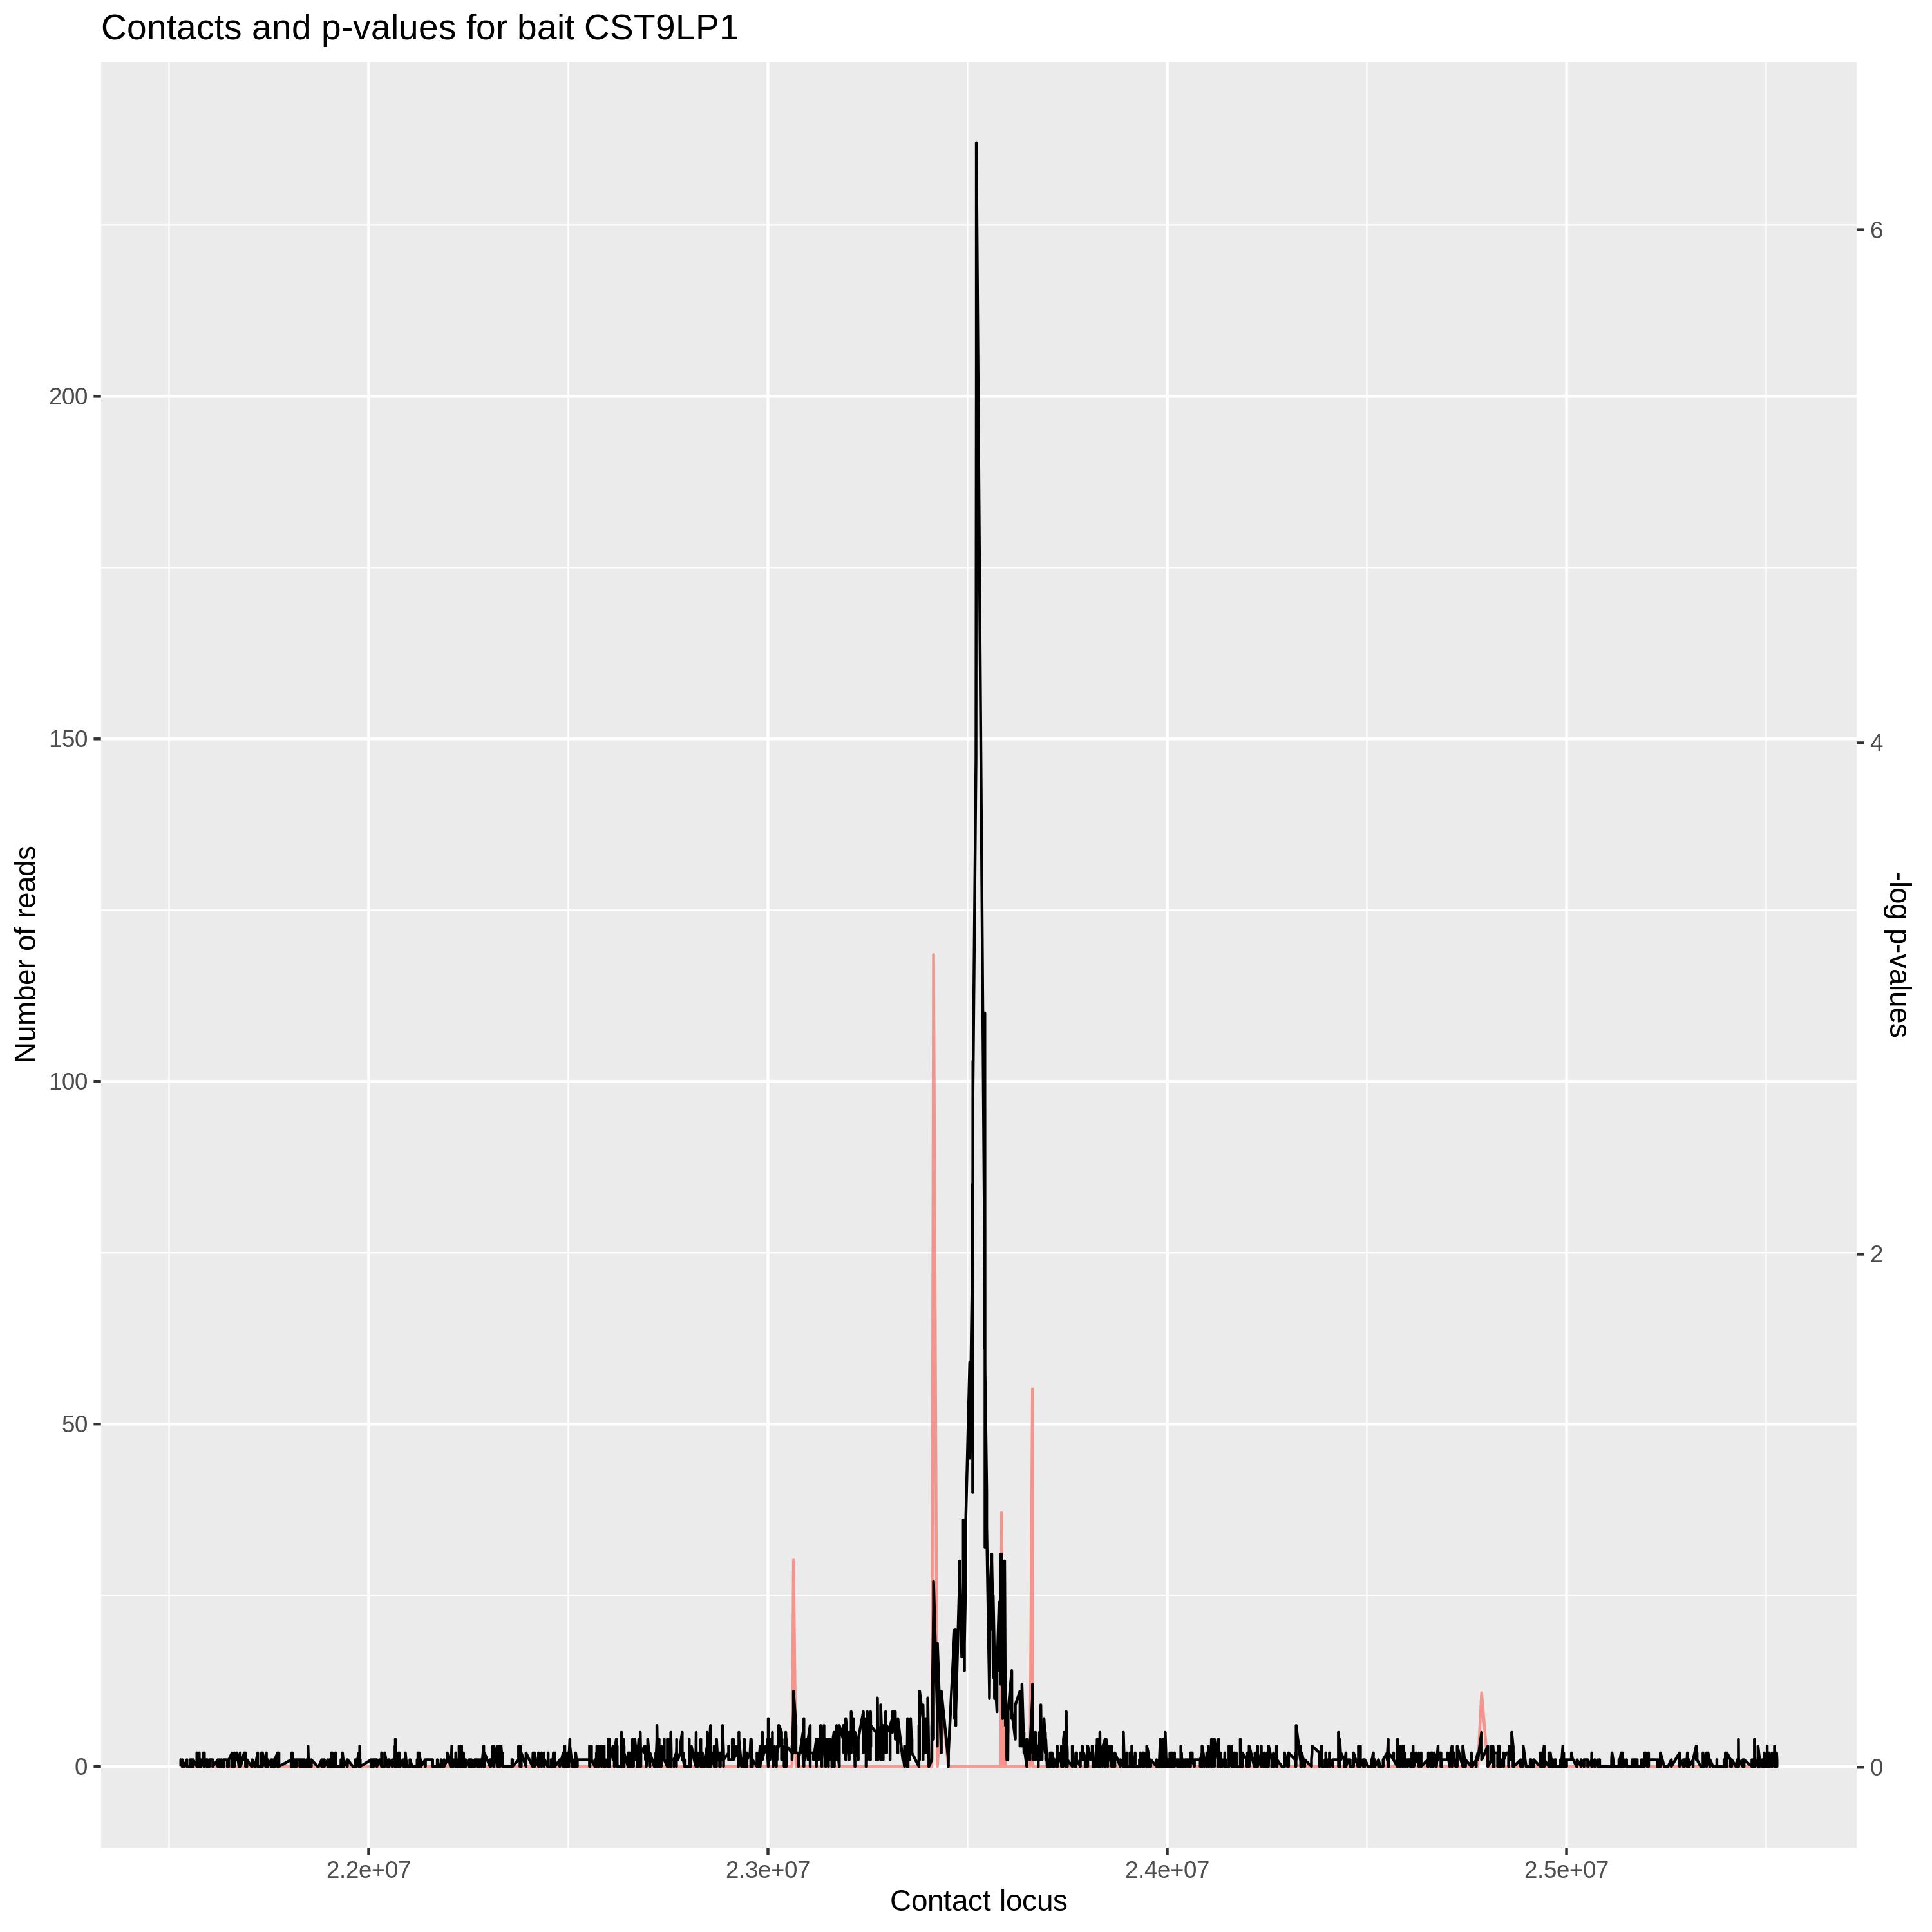 Contacts and p-values for bait CST9LP1
Number of reads
200
150
100
50
0
6
4
2
0
-log p-values
2.2e+07
2.3e+07
2.4e+07
2.5e+07
Contact locus